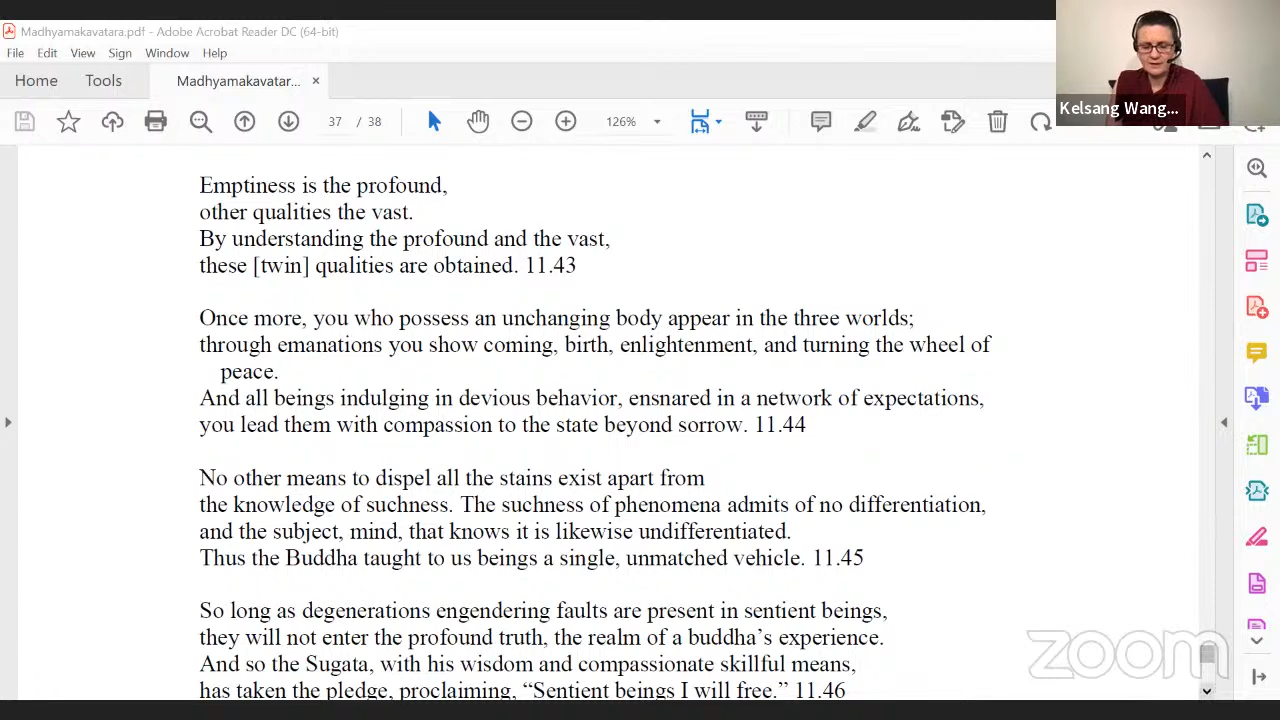 Madhyamakavatara.pdf - Adobe Acrobat Reader DC (64-bit)
File Edit View Sign Window Help
Home Tools Madhyamakavatar... ×
37 / 38 126%
Kelsang Wang...
Emptiness is the profound,
other qualities the vast.
By understanding the profound and the vast,
these [twin] qualities are obtained. 11.43
Once more, you who possess an unchanging body appear in the three worlds;
through emanations you show coming, birth, enlightenment, and turning the wheel of
peace.
And all beings indulging in devious behavior, ensnared in a network of expectations,
you lead them with compassion to the state beyond sorrow. 11.44
No other means to dispel all the stains exist apart from
the knowledge of suchness. The suchness of phenomena admits of no differentiation,
and the subject, mind, that knows it is likewise undifferentiated.
Thus the Buddha taught to us beings a single, unmatched vehicle. 11.45
So long as degenerations engendering faults are present in sentient beings,
they will not enter the profound truth, the realm of a buddha’s experience.
And so the Sugata, with his wisdom and compassionate skillful means,
has taken the pledge, proclaiming, “Sentient beings I will free.” 11.46
zoom